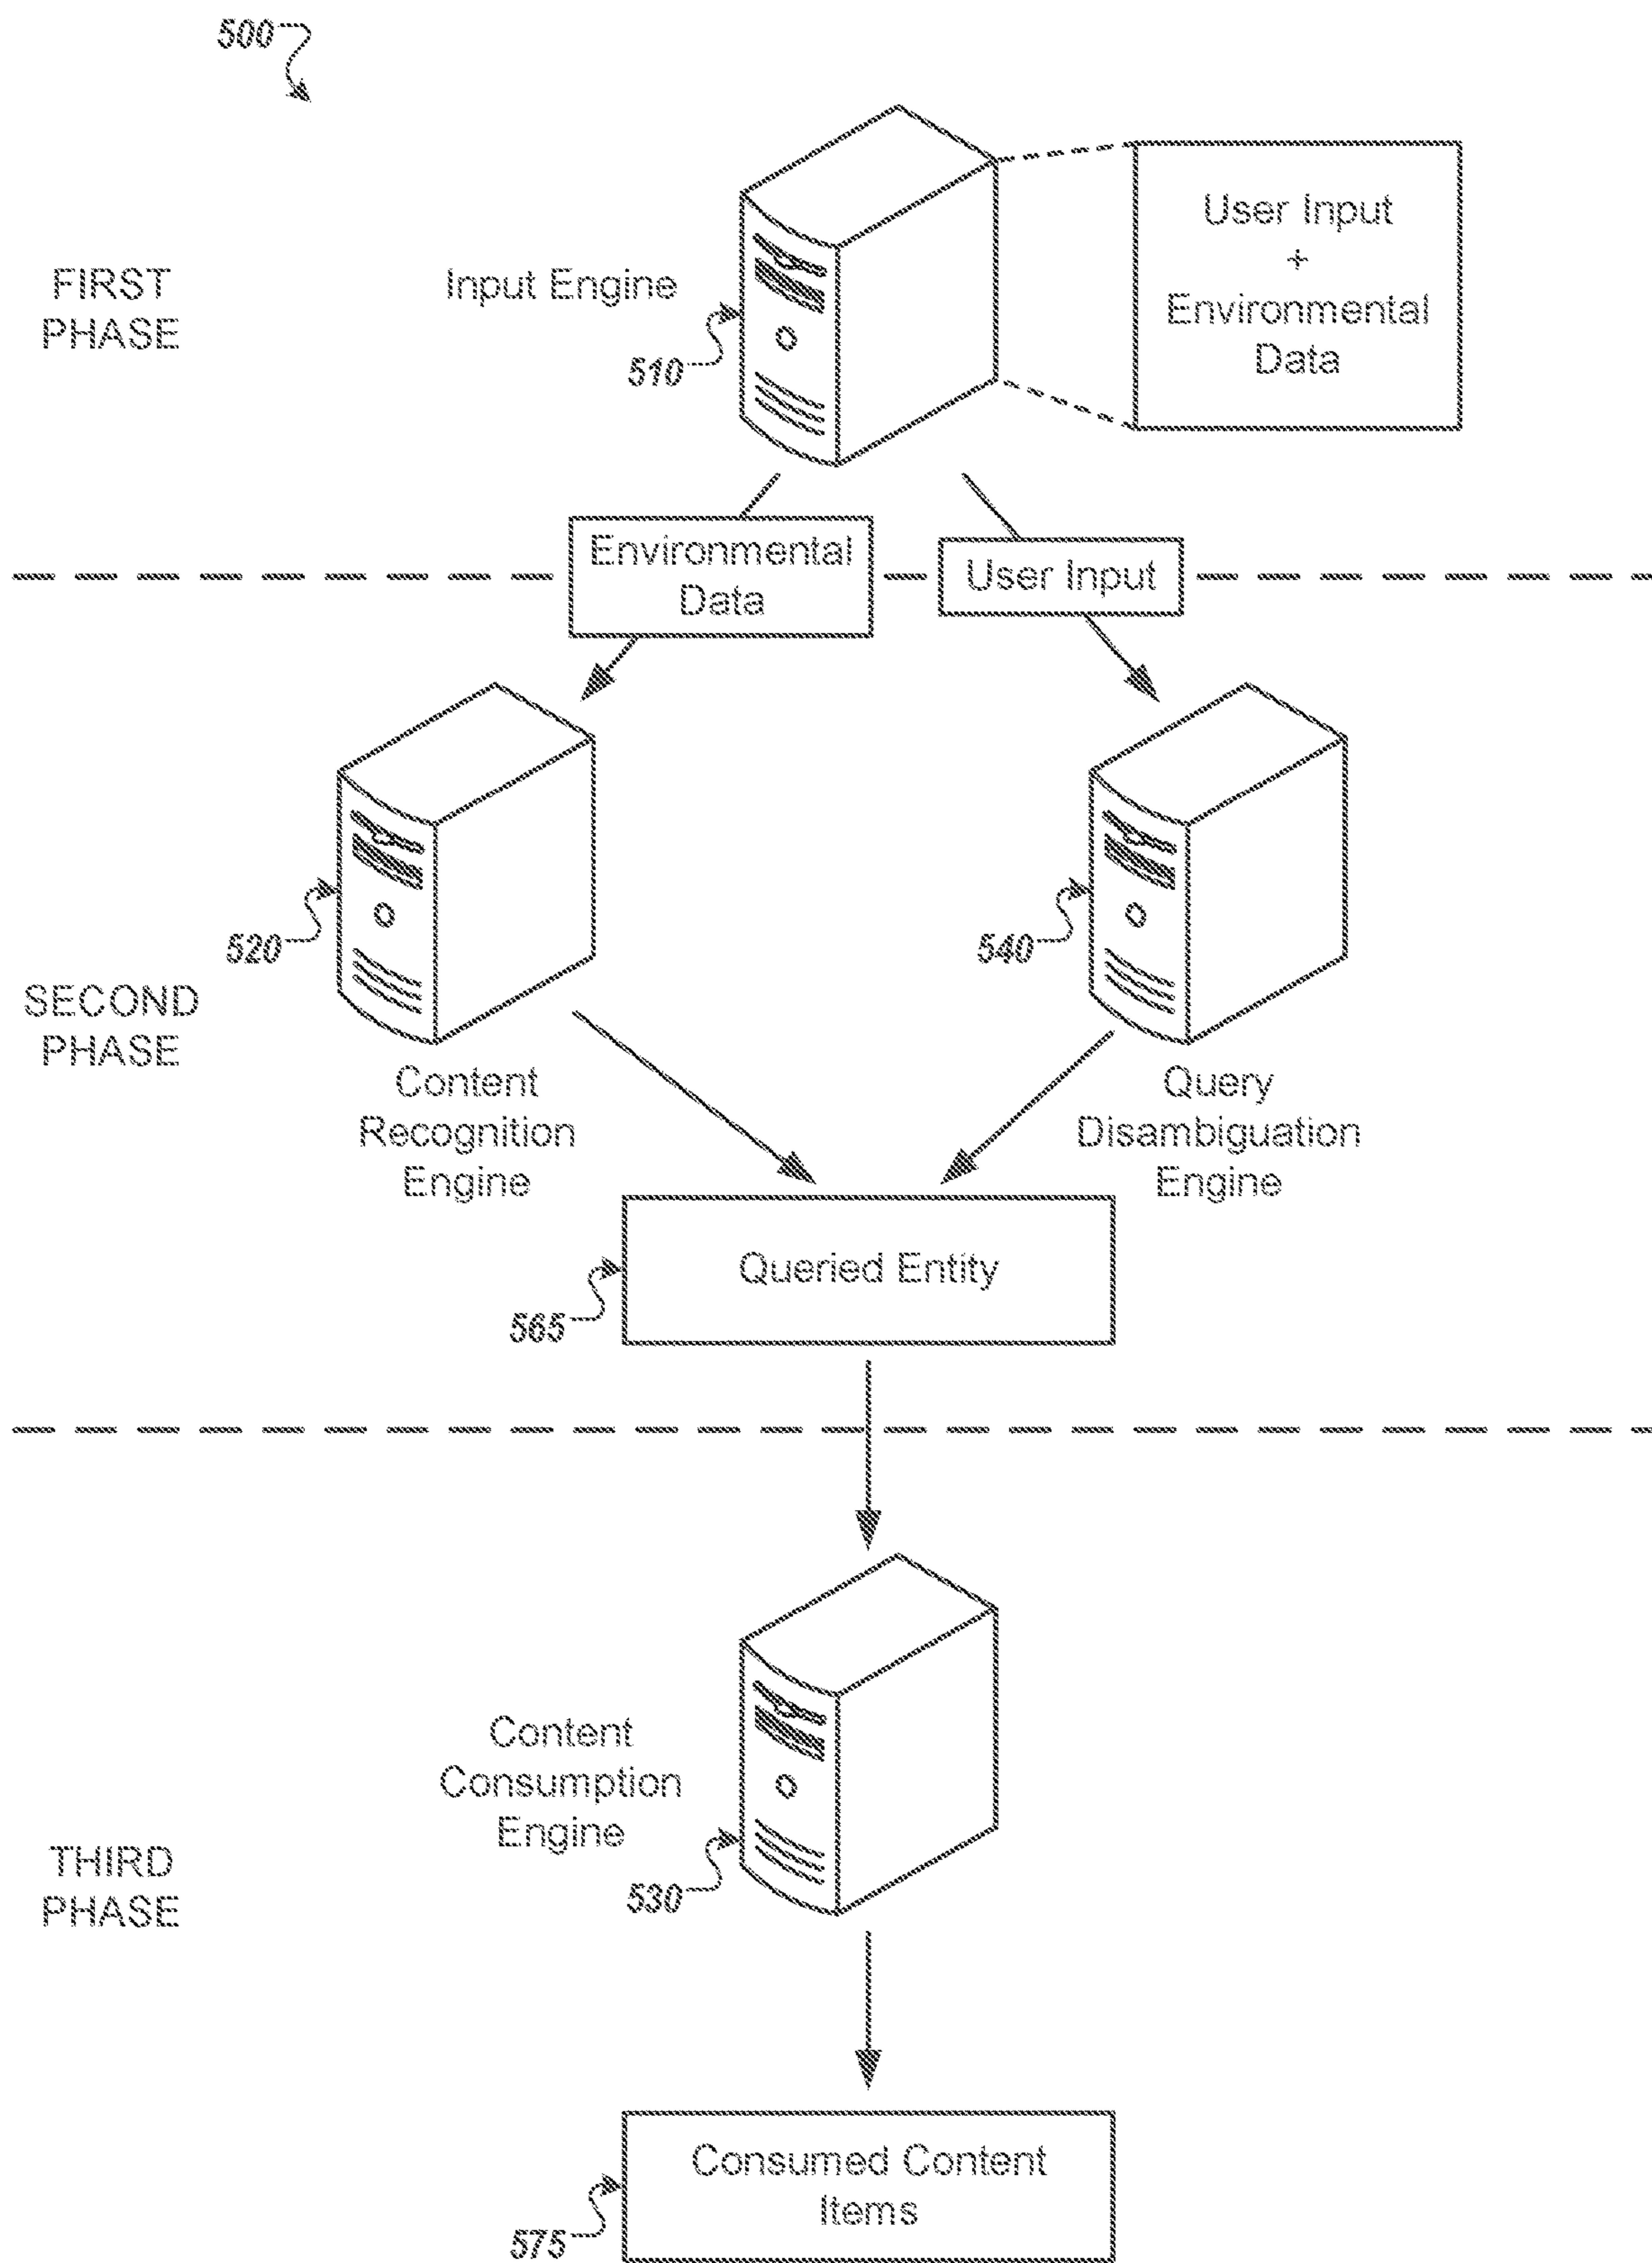 500
User Input
+
Environmental
Data
FIRST
PHASE
Input Engine
510
Environmental
Data
User Input
520
540
SECOND
PHASE
Content
Recognition
Engine
Query
Disambiguation
Engine
Queried Entity
565
Content
Consumption
Engine
530
THIRD
PHASE
Consumed Content
Items
575